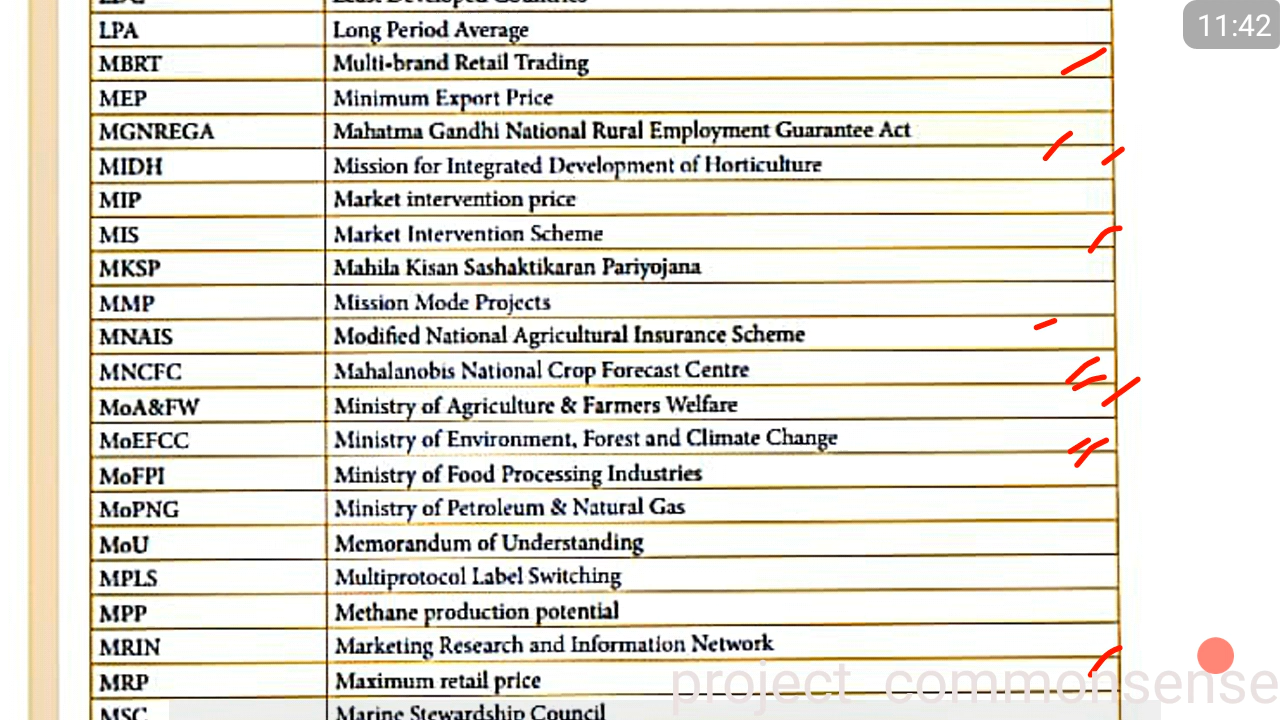 11:42
LPA Long Period Average
MBRT Multi-brand Retail Trading
MEP Minimum Export Price
MGNREGA Mahatma Gandhi National Rural Employment Guarantee Act
MIDH Mission for Integrated Development of Horticulture
MIP Market intervention price
MIS Market Intervention Scheme
MKSP Mahila Kisan Sashaktikaran Pariyojana
MMP Mission Mode Projects
MNAIS Modified National Agricultural Insurance Scheme
MNCFC Mahalanobis National Crop Forecast Centre
MoA&FW Ministry of Agriculture & Farmers Welfare
MoEFCC Ministry of Environment, Forest and Climate Change
MoFPI Ministry of Food Processing Industries
MoPNG Ministry of Petroleum & Natural Gas
MoU Memorandum of Understanding
MPLS Multiprotocol Label Switching
MPP Methane production potential
MRIN Marketing Research and Information Network
MRP Maximum retail price
project commonsense
MSC Marine Stewardship Council